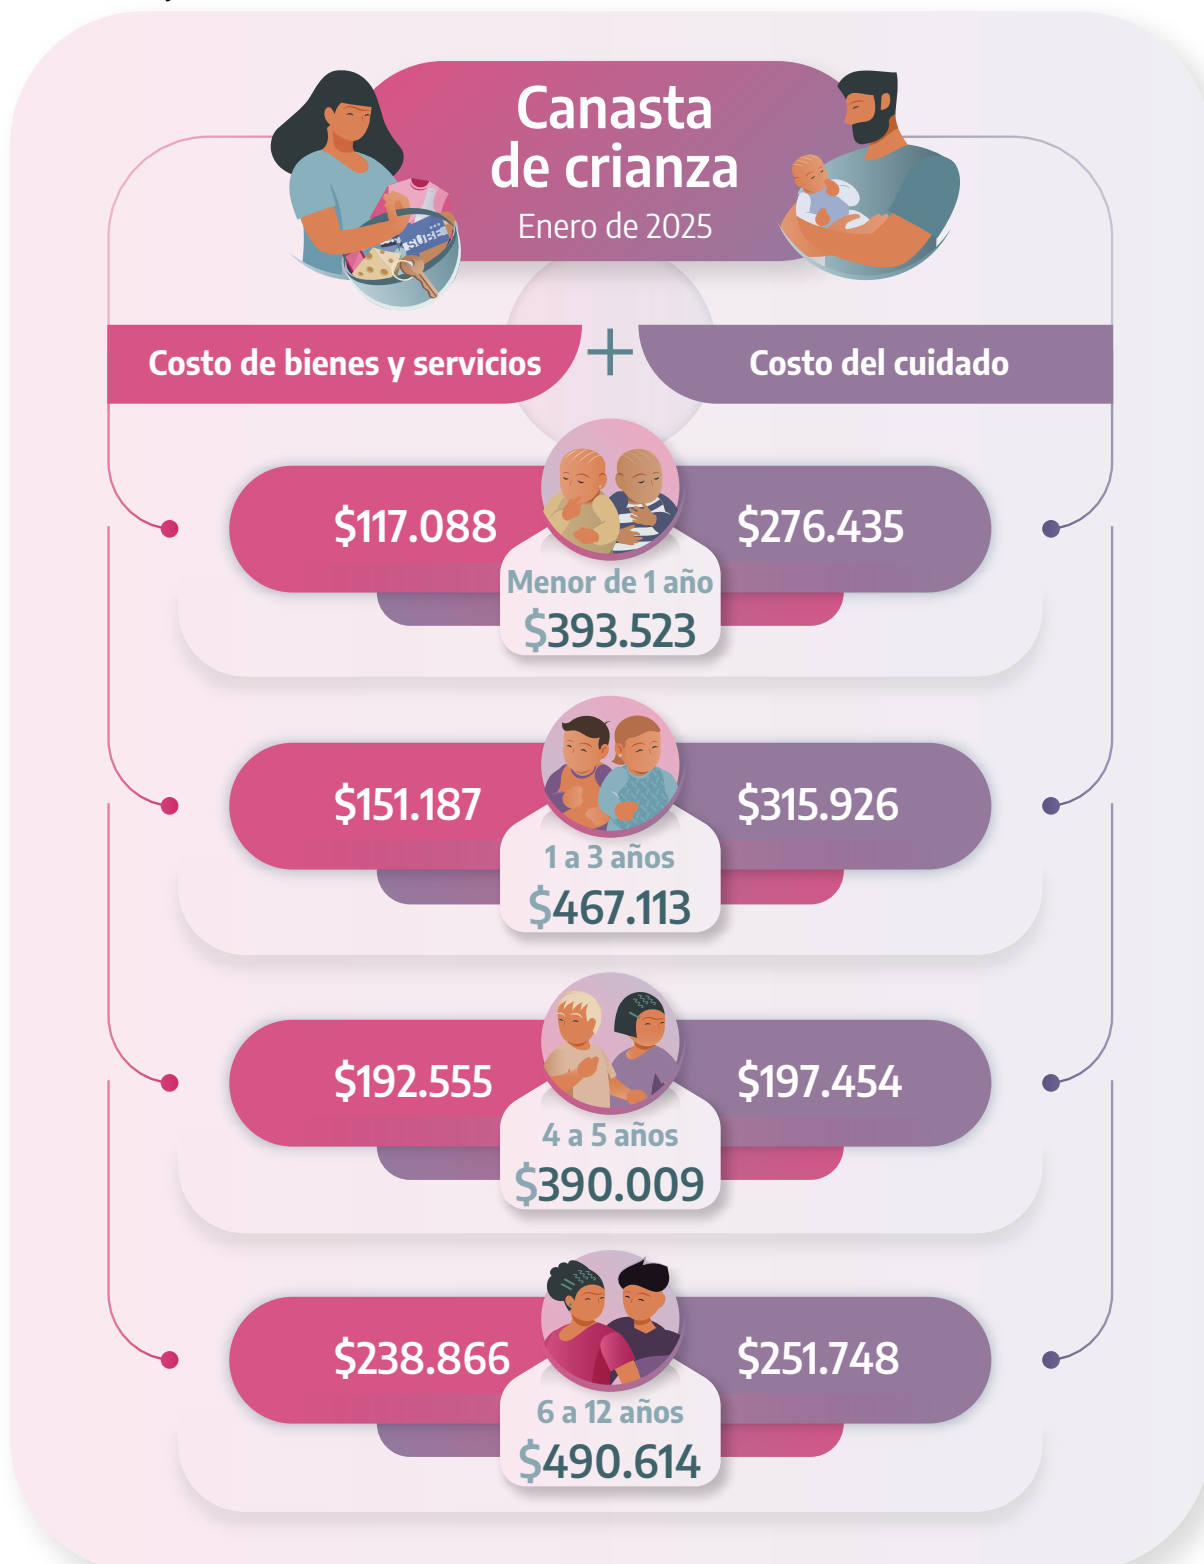 Canasta
de crianza
Enero de 2025
SUBE
Costo de bienes y servicios
+
Costo del cuidado
$117.088
$276.435
Menor de 1 año
$393.523
$151.187
$315.926
1 a 3 años
$467.113
$192.555
$197.454
4 a 5 años
$390.009
$238.866
$251.748
6 a 12 años
$490.614